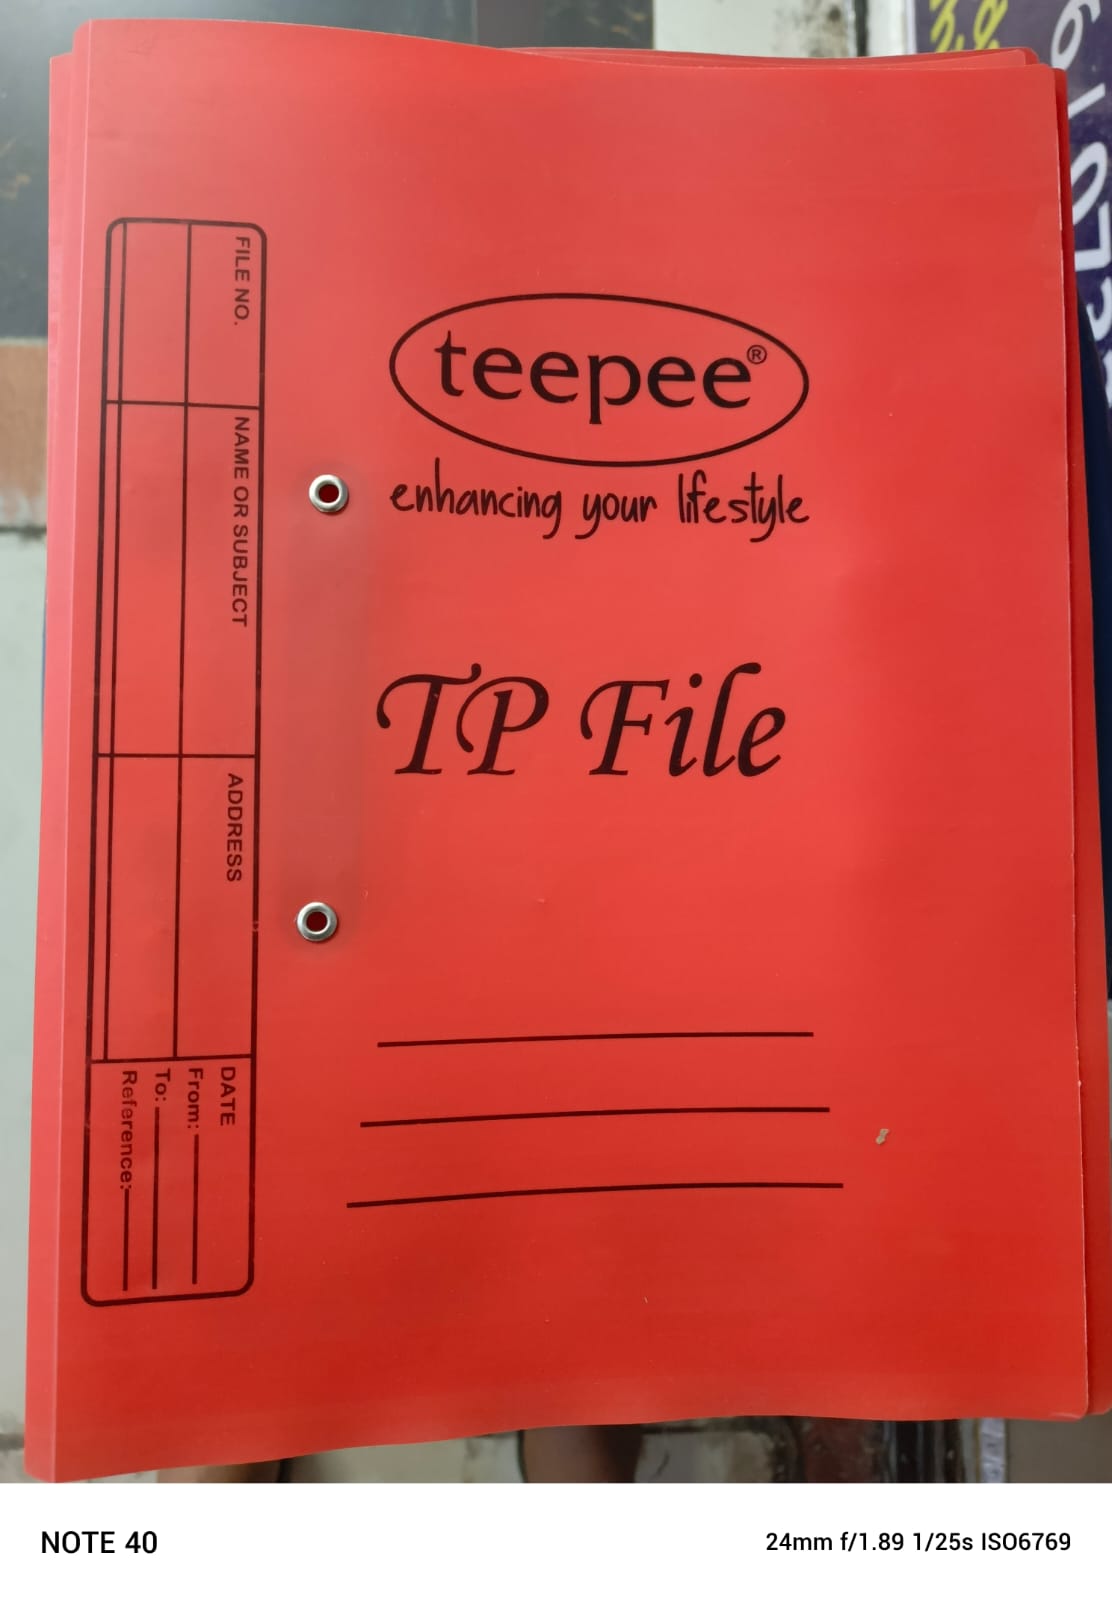 teepee®
enhancing your lifestyle
TP File
FILE NO.
NAME OR SUBJECT
ADDRESS
DATE
From:
To:
Reference:
NOTE 40
24mm f/1.89 1/25s ISO6769